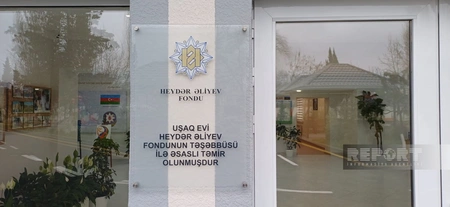 HEYDƏR ƏLİYEV
FONDU
UŞAQ EVİ
HEYDƏR ƏLİYEV
FONDUNUN TƏŞƏBBÜSÜ
İLƏ ƏSASLI TƏMİR
OLUNMUŞDUR
REPORT